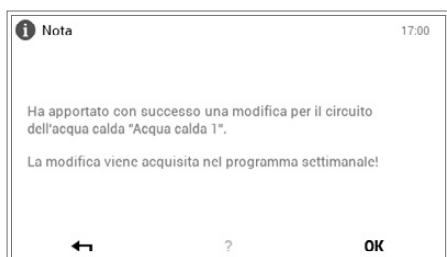 Nota
17:00
Ha apportato con successo una modifica per il circuito
dell'acqua calda "Acqua calda 1".
La modifica viene acquisita nel programma settimanale!
?
OK